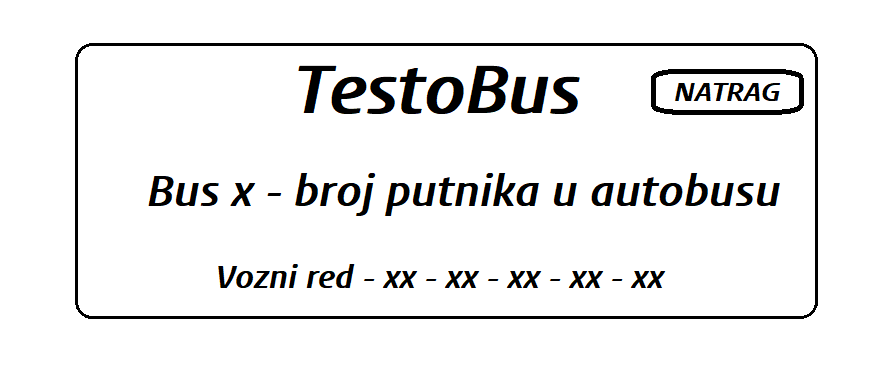 TestoBus
NATRAG
Bus x - broj putnika u autobusu
Vozni red - xx - xx - xx - xx - xx